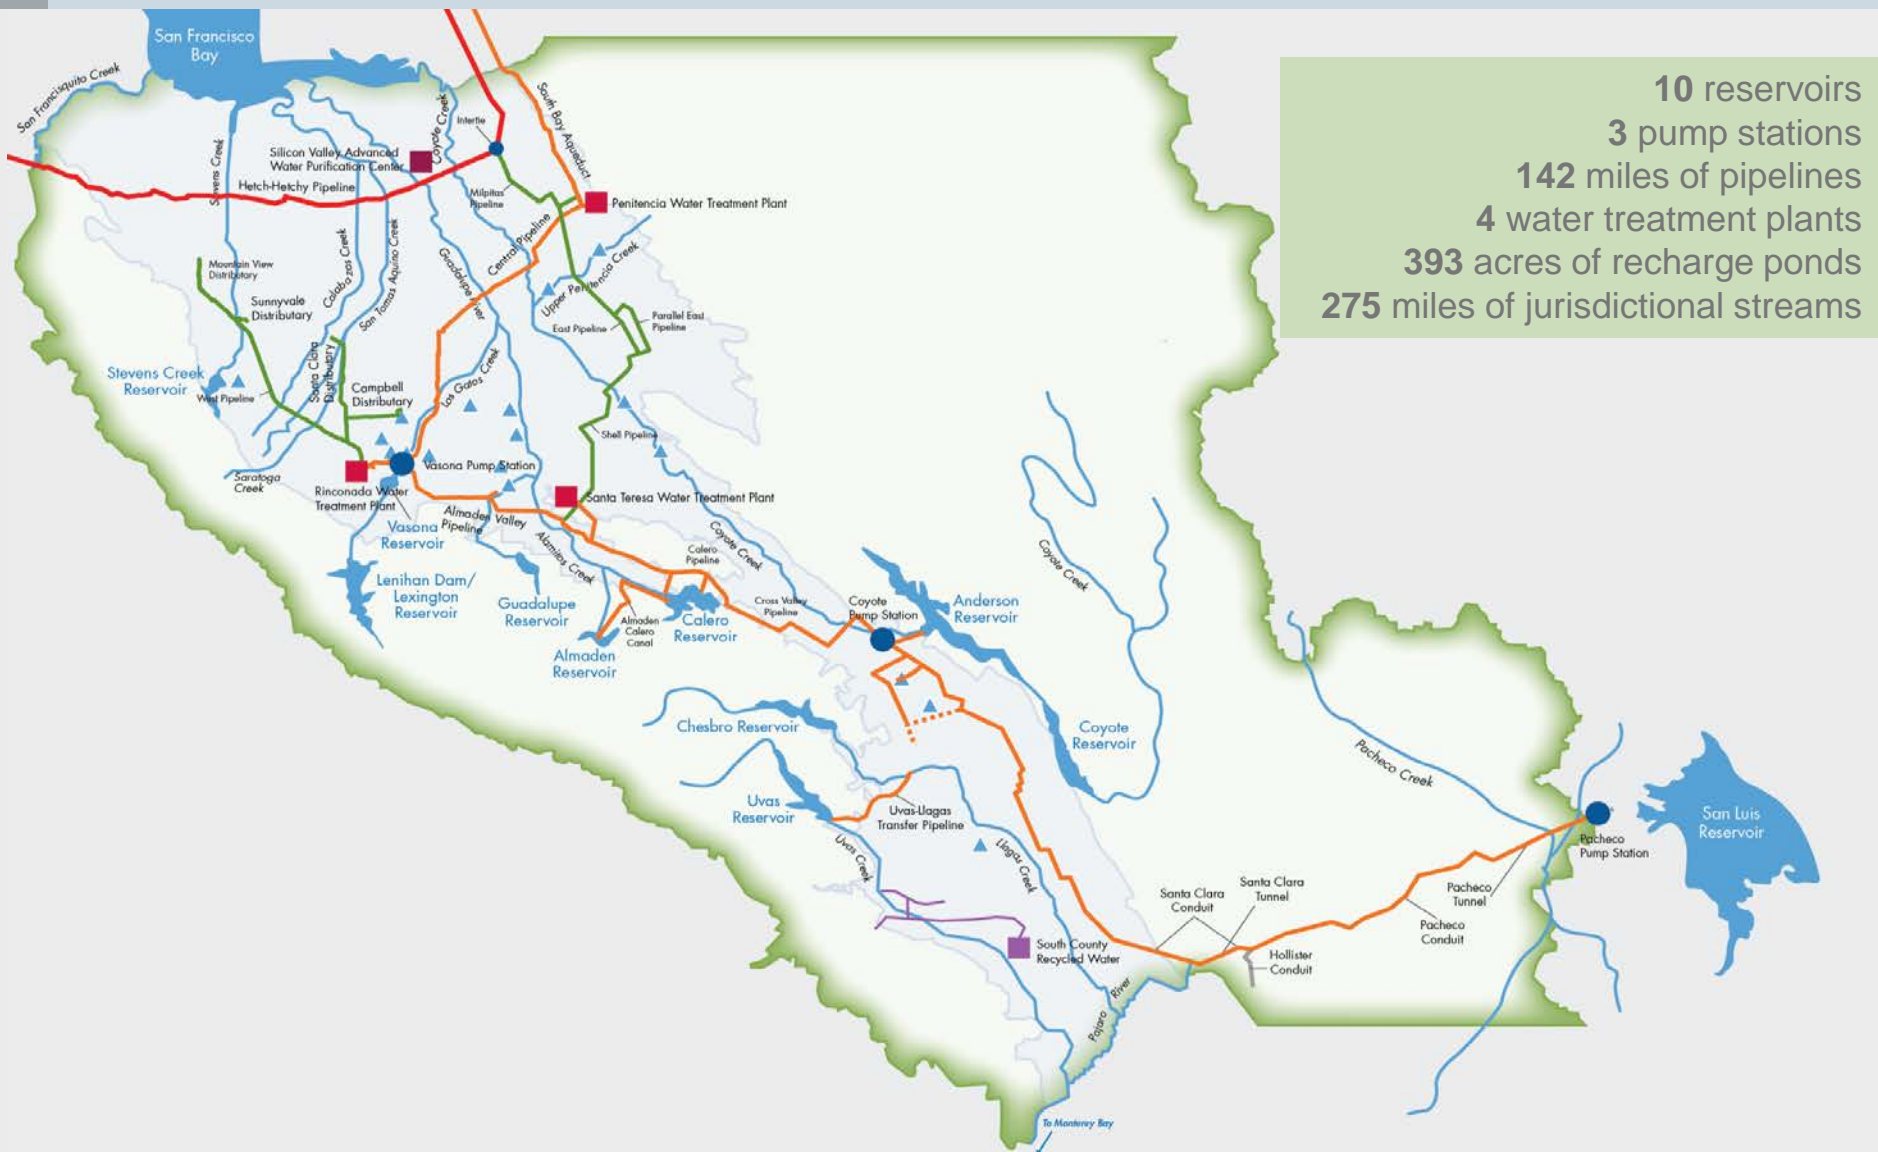 San Francisco
Bay
10 reservoirs
3 pump stations
142 miles of pipelines
4 water treatment plants
393 acres of recharge ponds
275 miles of jurisdictional streams
San Francisquito Creek
Coyote Creek
Intertie
South Bay Aqueduct
Stevens Creek
Silicon Valley Advanced
Water Purification Center
Hetch-Hetchy Pipeline
Milpitas
Pipeline
Penitencia Water Treatment Plant
Central Pipeline
Calabazas Creek
San Tomas Aquino Creek
Guadalupe River
Upper Penitencia Creek
Mountain View
Distributary
Sunnyvale
Distributary
East Pipeline
Parallel East
Pipeline
Stevens Creek
Reservoir
West Pipeline
Santa Clara
Distributary
Campbell
Distributary
Los Gatos Creek
Shell Pipeline
Saratoga
Creek
Vasona Pump Station
Rinconada Water
Treatment Plant
Santa Teresa Water Treatment Plant
Vasona
Reservoir
Almaden Valley
Pipeline
Alamitos Creek
Coyote Creek
Calero
Pipeline
Coyote Creek
Lenihan Dam/
Lexington
Reservoir
Guadalupe
Reservoir
Almaden
Calero
Canal
Calero
Reservoir
Cross Valley
Pipeline
Coyote
Pump Station
Anderson
Reservoir
Almaden
Reservoir
Chesbro Reservoir
Coyote
Reservoir
Pacheco Creek
Uvas
Reservoir
Uvas-Llagas
Transfer Pipeline
San Luis
Reservoir
Pacheco
Pump Station
Uvas Creek
Llagas Creek
Santa Clara
Conduit
Santa Clara
Tunnel
Pacheco
Tunnel
Pacheco
Conduit
South County
Recycled Water
Hollister
Conduit
Pajaro River
To Monterey Bay